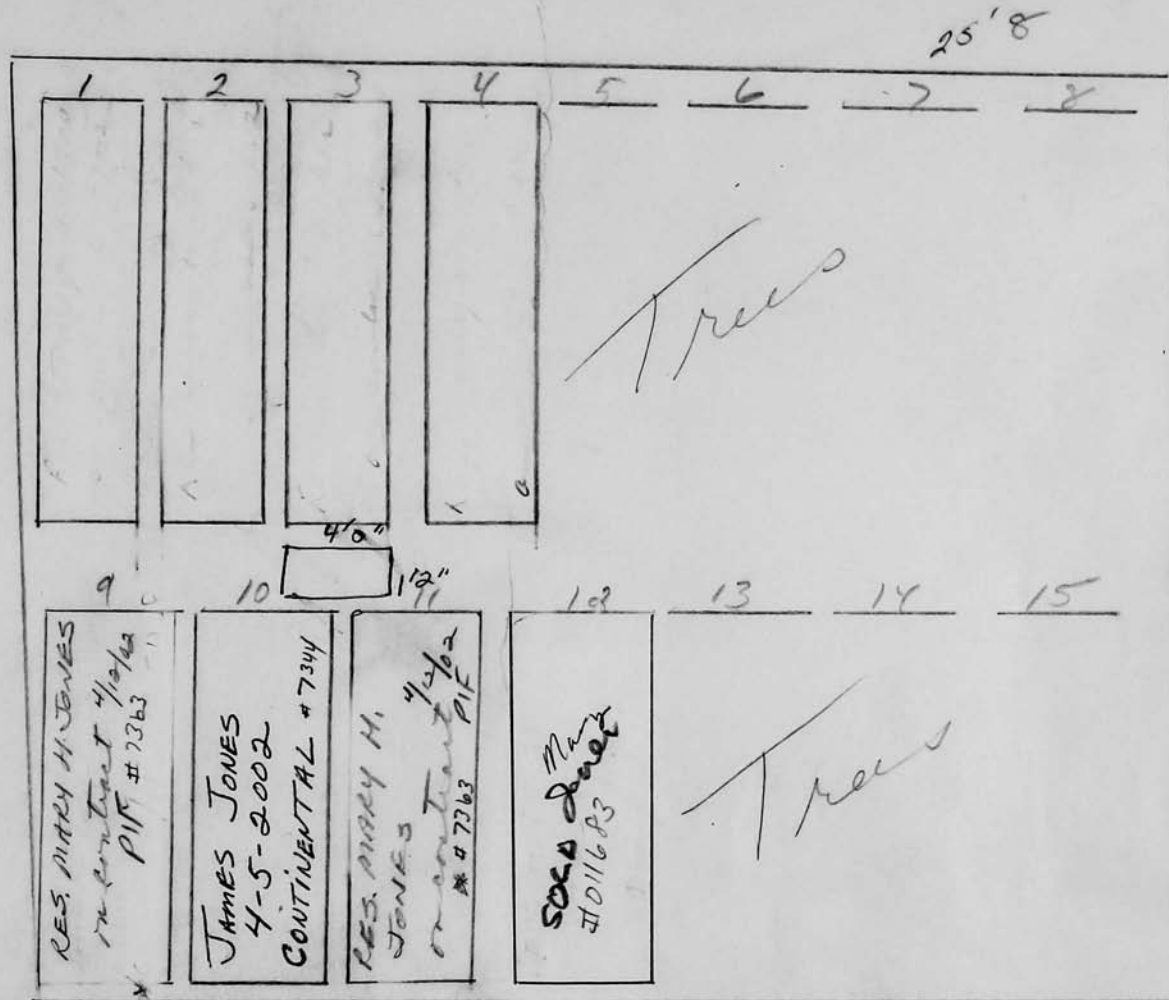 25'8
1 2 3 4 5 6 7 8
Trees
4'0"
1'2"
9 10 11 12 13 14 15
RES. MARY H. JONES
on contract 4/12/02
PIF #7363
JAMES JONES
4-5-2002
CONTINENTAL #7344
RES. MARY H.
JONES
on contract 4/12/02
#7363 PIF
SOLD Mary
Jones
#011683
Trees